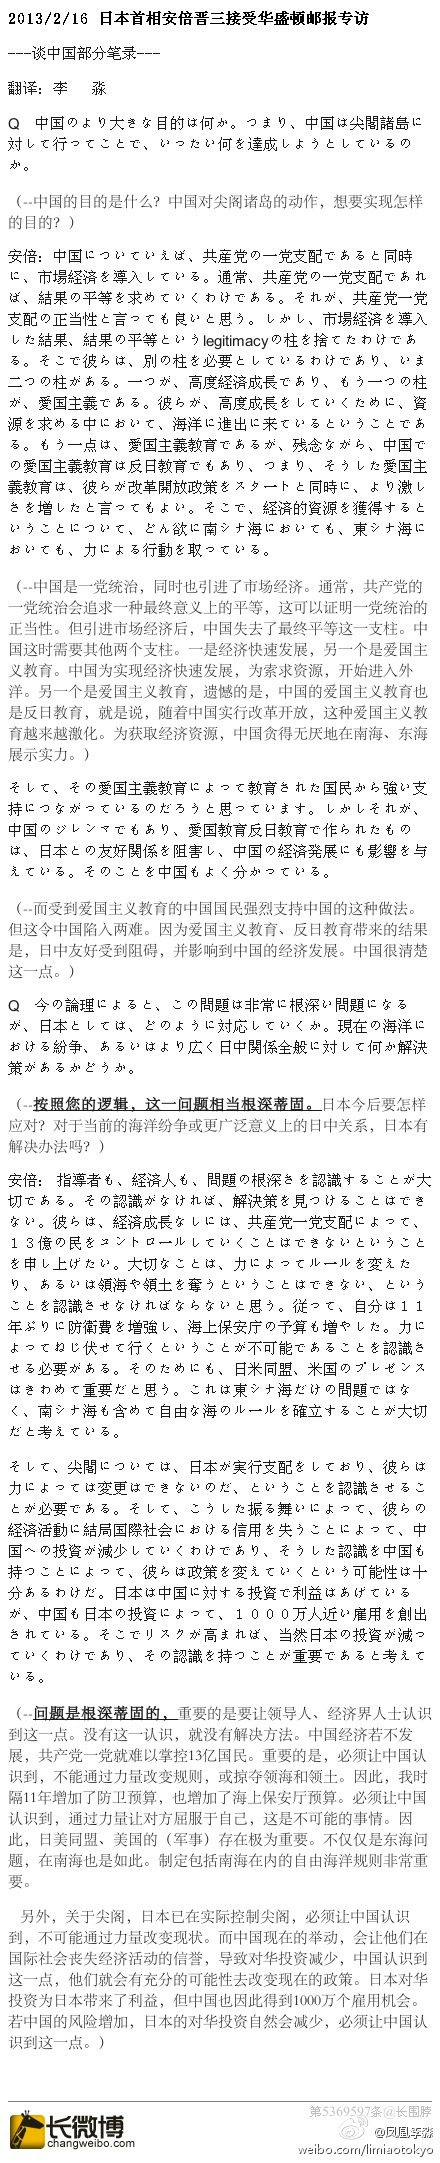 2013/2/16 日本首相安倍晋三接受华盛顿邮报专访
---谈中国部分笔录---
翻译：李 淼
Q 中国のより大きな目的は何か。つまり、中国は尖閣諸島に
対して行ってことで、いったい何を達成しようとしているの
か。
（--中国的目的是什么？中国对尖阁诸岛的动作，想要实现怎样
的目的？）
安倍：中国についていえば、共産党の一党支配であると同時
に、市場経済を導入している。通常、共産党の一党支配であれ
ば、結果の平等を求めていくわけである。それが、共産党一党
支配の正当性と言っても良いと思う。しかし、市場経済を導入
した結果、結果の平等というlegitimacyの柱を捨てたわけであ
る。そこで彼らは、別の柱を必要としているわけであり、いま
二つの柱がある。一つが、高度経済成長であり、もう一つの柱
が、愛国主義である。彼らが、高度成長をしていくために、資
源を求める中において、海洋に進出に来ているということであ
る。もう一点は、愛国主義教育であるが、残念ながら、中国で
の愛国主義教育は反日教育でもあり、つまり、そうした愛国主
義教育は、彼らが改革開放政策をスタートと同時に、より激し
さを増したと言ってもよい。そこで、経済的資源を獲得すると
いうことについて、どん欲に南シナ海においても、東シナ海に
おいても、力による行動を取っている。
（--中国是一党统治，同时也引进了市场经济。通常，共产党的
一党统治会追求一种最终意义上的平等，这可以证明一党统治的
正当性。但引进市场经济后，中国失去了最终平等这一支柱。中
国这时需要其他两个支柱。一是经济快速发展，另一个是爱国主
义教育。中国为实现经济快速发展，为索求资源，开始进入外
洋。另一个是爱国主义教育，遗憾的是，中国的爱国主义教育也
是反日教育，就是说，随着中国实行改革开放，这种爱国主义教
育越来越激化。为获取经济资源，中国贪得无厌地在南海、东海
展示实力。）
そして、その愛国主義教育によって教育された国民から強い支
持につながっているのだろうと思っています。しかしそれが、
中国のジレンマでもあり、愛国教育反日教育で作られたもの
は、日本との友好関係を阻害し、中国の経済発展にも影響を与
えている。そのことを中国もよく分かっている。
（--而受到爱国主义教育的中国国民强烈支持中国的这种做法。
但这令中国陷入两难。因为爱国主义教育、反日教育带来的结果
是，日中友好受到阻碍，并影响到中国的经济发展。中国很清楚
这一点。）
Q 今の論理によると、この問題は非常に根深い問題になる
が、日本としては、どのように対応していくか。現在の海洋に
おける紛争、あるいはより広く日中関係全般に対して何か解決
策があるかどうか。
（--按照您的逻辑，这一问题相当根深蒂固。日本今后要怎样
应对？对于当前的海洋纷争或更广泛意义上的日中关系，日本有
解决办法吗？）
安倍： 指導者も、経済人も、問題の根深さを認識することが大
切である。その認識がなければ、解決策を見つけることはでき
ない。彼らは、経済成長なしには、共産党一党支配によって、
１３億の民をコントロールしていくことはできないということ
を申し上げたい。大切なことは、力によってルールを変えた
り、あるいは領海や領土を奪うということはできない、という
ことを認識させなければならないと思う。従って、自分は１１
年ぶりに防衛費を増強し、海上保安庁の予算も増やした。力に
よってねじ伏せて行くということが不可能であることを認識さ
せる必要がある。そのためにも、日米同盟、米国のプレゼンス
はきわめて重要だと思う。これは東シナ海だけの問題ではな
く、南シナ海も含めて自由な海のルールを確立することが大切
だと考えている。
そして、尖閣については、日本が実行支配をしており、彼らは
力によっては変更はできないのだ、ということを認識させるこ
とが必要である。そして、こうした振る舞いによって、彼らの
経済活動に結局国際社会における信用を失うことによって、中
国への投資が減少していくわけであり、そうした認識を中国も
持つことによって、彼らは政策を変えていくという可能性は十
分あるわけだ。日本は中国に対する投資で利益はあげている
が、中国も日本の投資によって、１０００万人近い雇用を創出
されている。そこでリスクが高まれば、当然日本の投資が減っ
ていくわけであり、その認識を持つことが重要であると考えて
いる。
（--问题是根深蒂固的，重要的是要让领导人、经济界人士认识
到这一点。没有这一认识，就没有解决方法。中国经济若不发
展，共产党一党就难以掌控13亿国民。重要的是，必须让中国认
识到，不能通过力量改变规则，或掠夺领海和领土。因此，我时
隔11年增加了防卫预算，也增加了海上保安厅预算。必须让中国
认识到，通过力量让对方屈服于自己，这是不可能的事情。因
此，日美同盟、美国的（军事）存在极为重要。不仅仅是东海问
题，在南海也是如此。制定包括南海在内的自由海洋规则非常重
要。
另外，关于尖阁，日本已在实际控制尖阁，必须让中国认识
到，不可能通过力量改变现状。而中国现在的举动，会让他们在
国际社会丧失经济活动的信誉，导致对华投资减少，中国认识到
这一点，他们就会有充分的可能性去改变现在的政策。日本对华
投资为日本带来了利益，但中国也因此得到1000万个雇用机会。
若中国的风险增加，日本的对华投资自然会减少，必须让中国认
识到这一点。）
第5369597条@长围脖
长微博
changweibo.com
@凤凰李淼
weibo.com/limiaotokyo